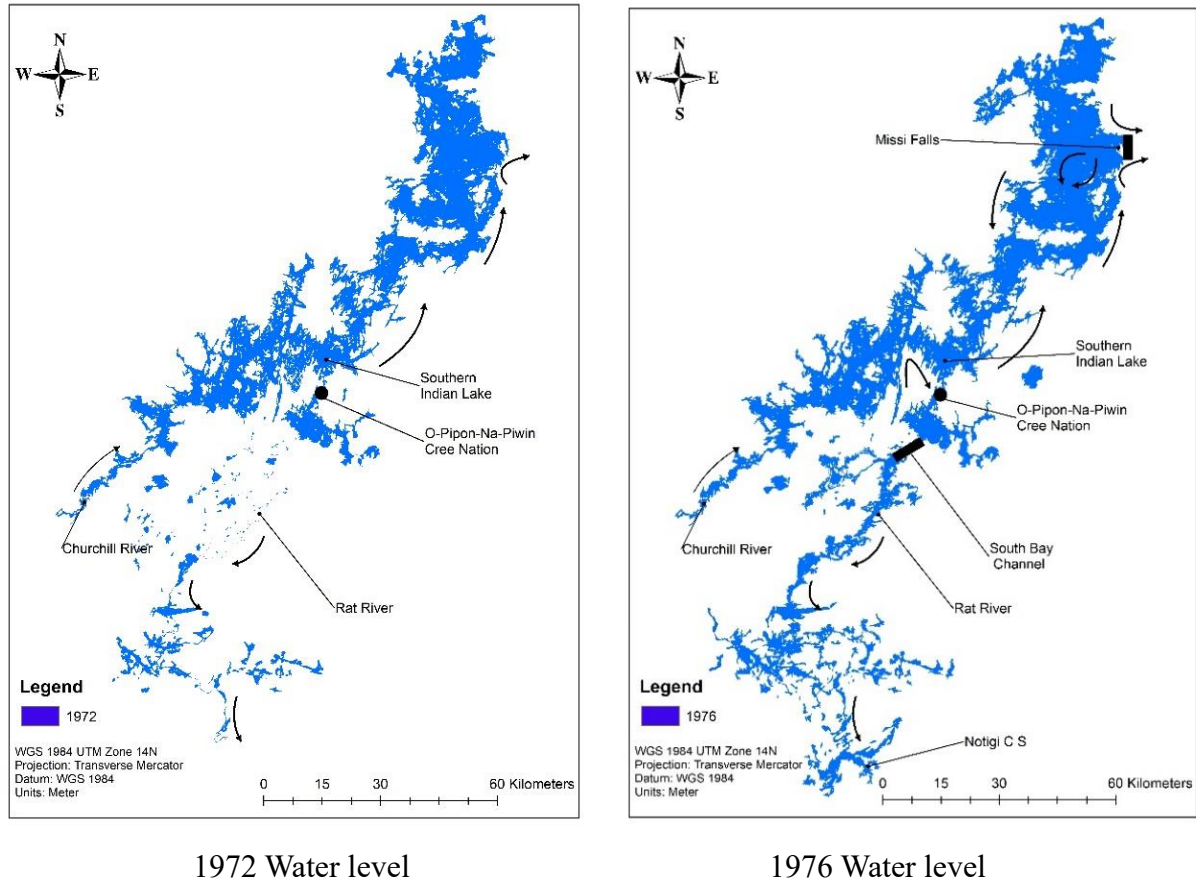 N
W E
S
Southern
Indian Lake
O-Pipon-Na-Piwin
Cree Nation
Churchill River
Rat River
Legend
1972
WGS 1984 UTM Zone 14N
Projection: Transverse Mercator
Datum: WGS 1984
Units: Meter
0 15 30 60 Kilometers
1972 Water level
N
W E
S
Missi Falls
Southern
Indian Lake
O-Pipon-Na-Piwin
Cree Nation
Churchill River
South Bay
Channel
Rat River
Legend
1976
Notigi C S
WGS 1984 UTM Zone 14N
Projection: Transverse Mercator
Datum: WGS 1984
Units: Meter
0 15 30 60 Kilometers
1976 Water level